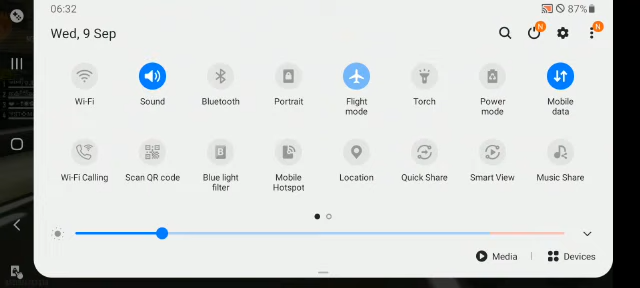 06:32
87%
Wed, 9 Sep
N
N
Wi-Fi
Sound
Bluetooth
Portrait
Flight
mode
Torch
Power
mode
Mobile
data
Wi-Fi Calling
Scan QR code
Blue light
filter
Mobile
Hotspot
Location
Quick Share
Smart View
Music Share
Media
Devices